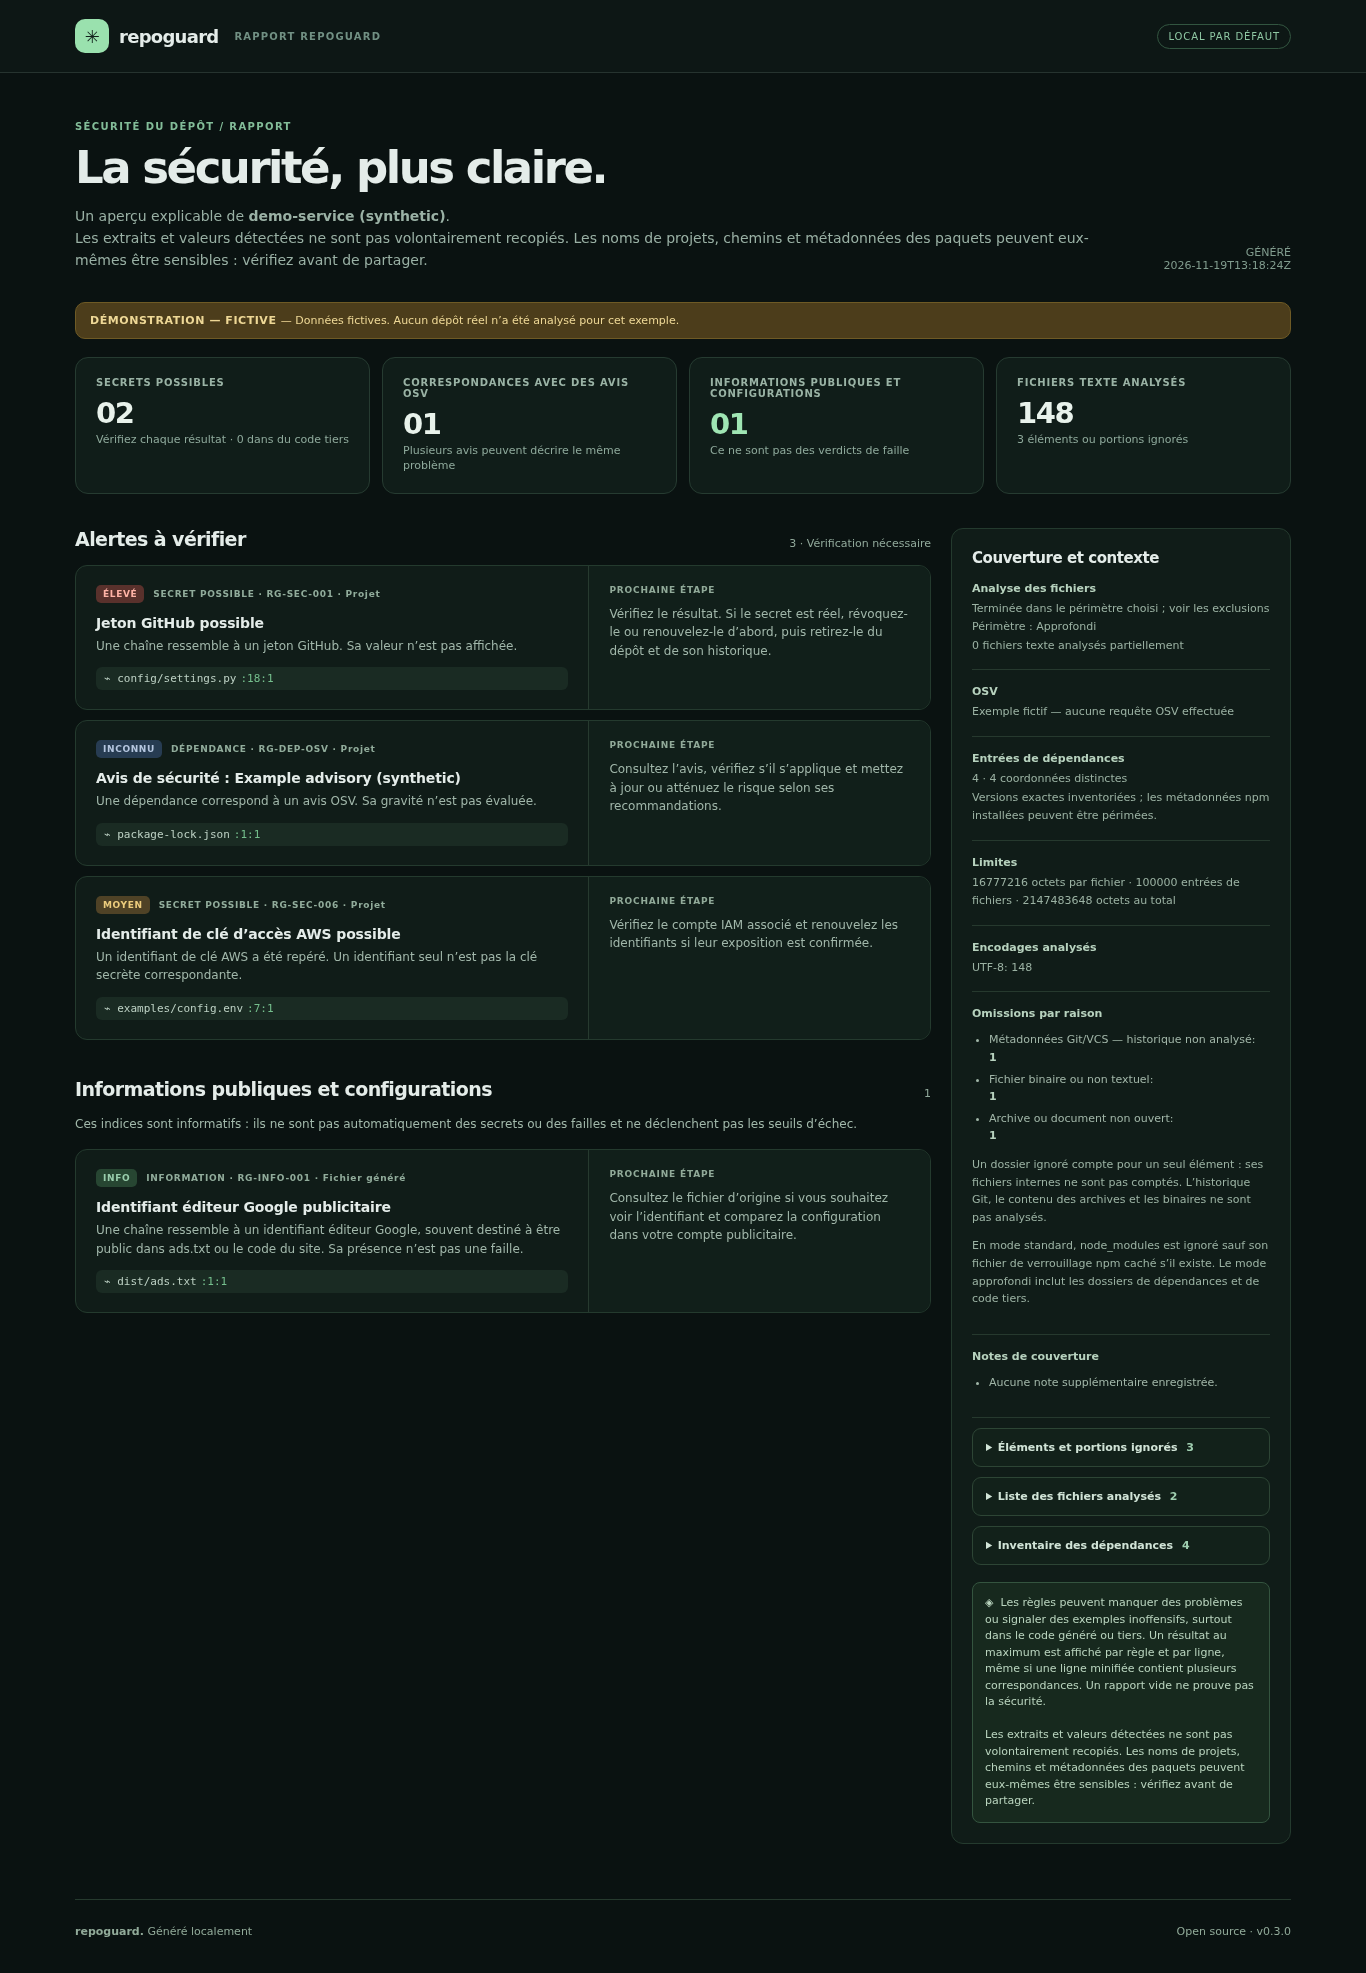 repoguard RAPPORT REPOGUARD
LOCAL PAR DÉFAUT
SÉCURITÉ DU DÉPÔT / RAPPORT
La sécurité, plus claire.
Un aperçu explicable de demo-service (synthetic).
Les extraits et valeurs détectées ne sont pas volontairement recopiés. Les noms de projets, chemins et métadonnées des paquets peuvent eux-
mêmes être sensibles : vérifiez avant de partager.
GÉNÉRÉ
2026-11-19T13:18:24Z
DÉMONSTRATION — FICTIVE — Données fictives. Aucun dépôt réel n’a été analysé pour cet exemple.
SECRETS POSSIBLES
02
Vérifiez chaque résultat · 0 dans du code tiers
CORRESPONDANCES AVEC DES AVIS
OSV
01
Plusieurs avis peuvent décrire le même
problème
INFORMATIONS PUBLIQUES ET
CONFIGURATIONS
01
Ce ne sont pas des verdicts de faille
FICHIERS TEXTE ANALYSÉS
148
3 éléments ou portions ignorés
Alertes à vérifier
3 · Vérification nécessaire
ÉLEVÉ SECRET POSSIBLE · RG-SEC-001 · Projet
Jeton GitHub possible
Une chaîne ressemble à un jeton GitHub. Sa valeur n’est pas affichée.
⌁ config/settings.py :18:1
PROCHAINE ÉTAPE
Vérifiez le résultat. Si le secret est réel, révoquez-
le ou renouvelez-le d’abord, puis retirez-le du
dépôt et de son historique.
INCONNU DÉPENDANCE · RG-DEP-OSV · Projet
Avis de sécurité : Example advisory (synthetic)
Une dépendance correspond à un avis OSV. Sa gravité n’est pas évaluée.
⌁ package-lock.json :1:1
PROCHAINE ÉTAPE
Consultez l’avis, vérifiez s’il s’applique et mettez
à jour ou atténuez le risque selon ses
recommandations.
MOYEN SECRET POSSIBLE · RG-SEC-006 · Projet
Identifiant de clé d’accès AWS possible
Un identifiant de clé AWS a été repéré. Un identifiant seul n’est pas la clé
secrète correspondante.
⌁ examples/config.env :7:1
PROCHAINE ÉTAPE
Vérifiez le compte IAM associé et renouvelez les
identifiants si leur exposition est confirmée.
Informations publiques et configurations
1
Ces indices sont informatifs : ils ne sont pas automatiquement des secrets ou des failles et ne déclenchent pas les seuils d’échec.
INFO INFORMATION · RG-INFO-001 · Fichier généré
Identifiant éditeur Google publicitaire
Une chaîne ressemble à un identifiant éditeur Google, souvent destiné à être
public dans ads.txt ou le code du site. Sa présence n’est pas une faille.
⌁ dist/ads.txt :1:1
PROCHAINE ÉTAPE
Consultez le fichier d’origine si vous souhaitez
voir l’identifiant et comparez la configuration
dans votre compte publicitaire.
Couverture et contexte
Analyse des fichiers
Terminée dans le périmètre choisi ; voir les exclusions
Périmètre : Approfondi
0 fichiers texte analysés partiellement
OSV
Exemple fictif — aucune requête OSV effectuée
Entrées de dépendances
4 · 4 coordonnées distinctes
Versions exactes inventoriées ; les métadonnées npm
installées peuvent être périmées.
Limites
16777216 octets par fichier · 100000 entrées de
fichiers · 2147483648 octets au total
Encodages analysés
UTF-8: 148
Omissions par raison
• Métadonnées Git/VCS — historique non analysé:
1
• Fichier binaire ou non textuel:
1
• Archive ou document non ouvert:
1
Un dossier ignoré compte pour un seul élément : ses
fichiers internes ne sont pas comptés. L’historique
Git, le contenu des archives et les binaires ne sont
pas analysés.
En mode standard, node_modules est ignoré sauf son
fichier de verrouillage npm caché s’il existe. Le mode
approfondi inclut les dossiers de dépendances et de
code tiers.
Notes de couverture
• Aucune note supplémentaire enregistrée.
▶ Éléments et portions ignorés 3
▶ Liste des fichiers analysés 2
▶ Inventaire des dépendances 4
◈ Les règles peuvent manquer des problèmes
ou signaler des exemples inoffensifs, surtout
dans le code généré ou tiers. Un résultat au
maximum est affiché par règle et par ligne,
même si une ligne minifiée contient plusieurs
correspondances. Un rapport vide ne prouve pas
la sécurité.
Les extraits et valeurs détectées ne sont pas
volontairement recopiés. Les noms de projets,
chemins et métadonnées des paquets peuvent
eux-mêmes être sensibles : vérifiez avant de
partager.
repoguard. Généré localement
Open source · v0.3.0